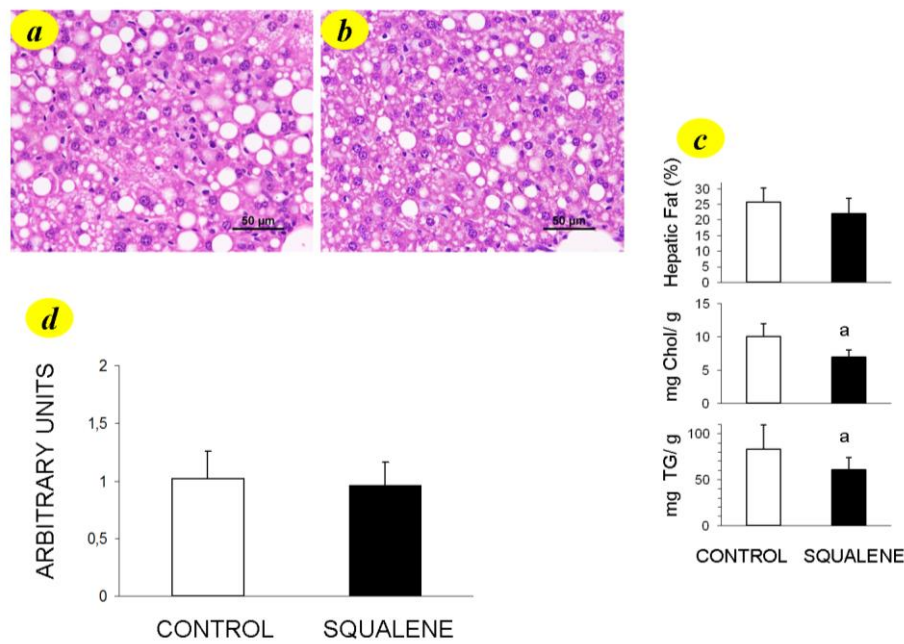 a
b
50 µm
50 µm
c
Hepatic Fat (%)
30
25
20
15
10
5
0
mg Chol/ g
15
10
5
0
a
mg TG/ g
100
50
0
a
CONTROL SQUALENE
d
ARBITRARY UNITS
2
1,5
1
0,5
0
CONTROL SQUALENE